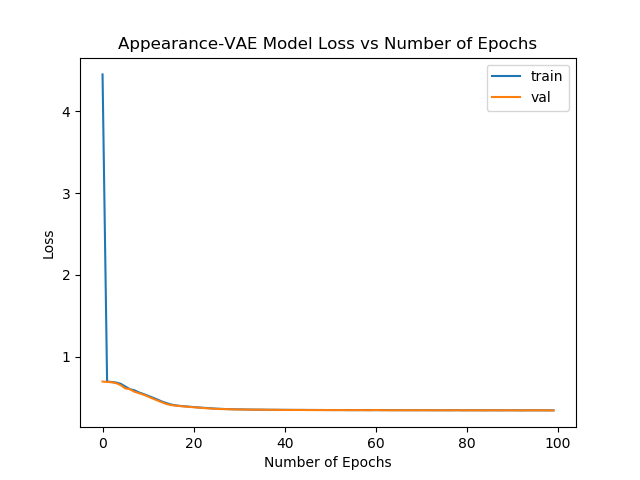 Appearance-VAE Model Loss vs Number of Epochs
train
val
4
3
2
1
Loss
0 20 40 60 80 100
Number of Epochs